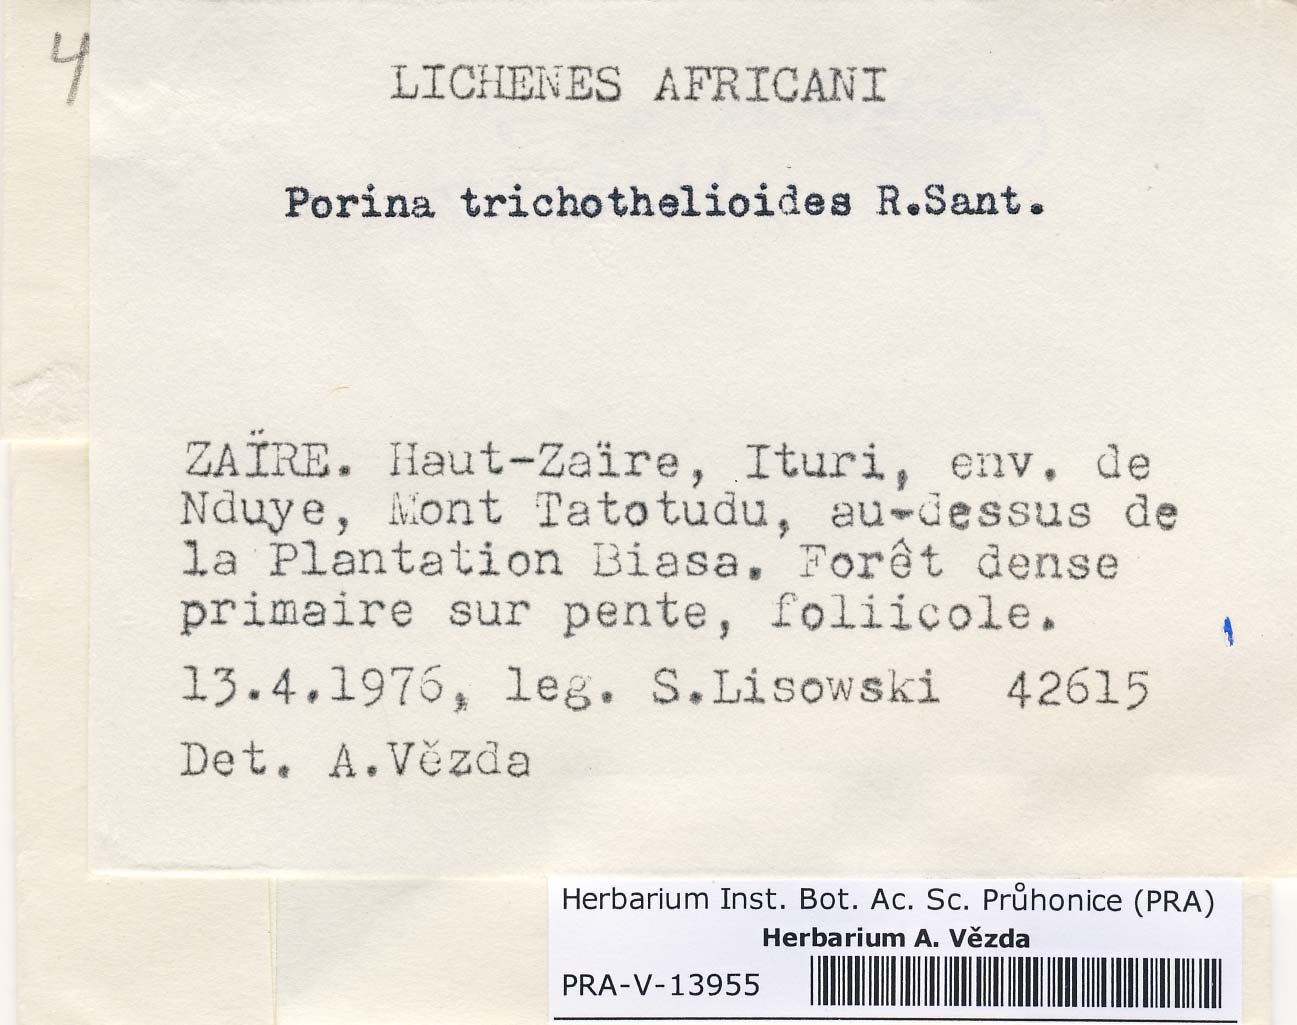 4
LICHENES AFRICANI
Porina trichothelioides R.Sant.
ZAÏRE. Haut-Zaïre, Ituri, env. de
Nduye, Mont Tatotudu, au-dessus de
la Plantation Biasa. Forêt dense
primaire sur pente, foliicole.
13.4.1976, leg. S.Lisowski 42615
Det. A.Vězda
Herbarium Inst. Bot. Ac. Sc. Průhonice (PRA)
Herbarium A. Vězda
PRA-V-13955